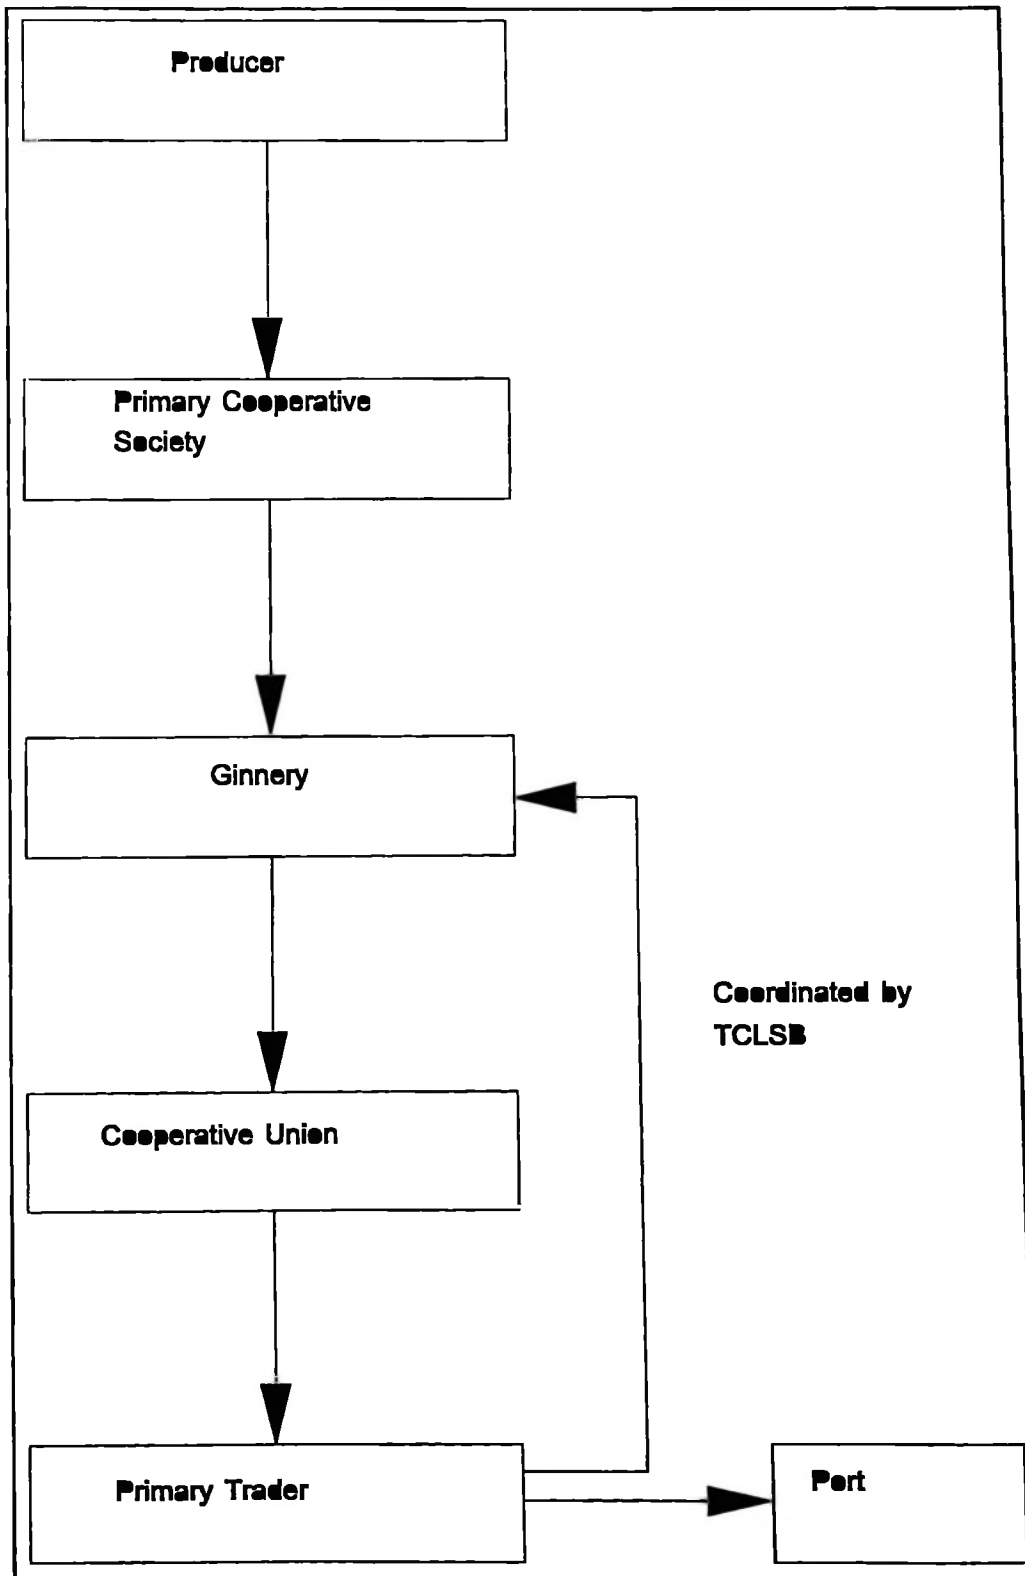 Producer
Primary Cooperative
Society
Ginnery
Coordinated by
TCLSB
Cooperative Union
Primary Trader
Port